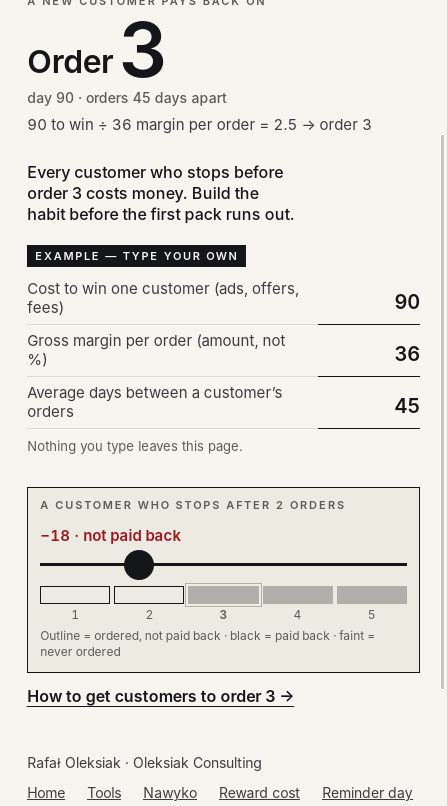 A NEW CUSTOMER PAYS BACK ON
Order 3
day 90 · orders 45 days apart
90 to win ÷ 36 margin per order = 2.5 → order 3
Every customer who stops before
order 3 costs money. Build the
habit before the first pack runs out.
EXAMPLE — TYPE YOUR OWN
Cost to win one customer (ads, offers,
fees)
90
Gross margin per order (amount, not
%)
36
Average days between a customer’s
orders
45
Nothing you type leaves this page.
A CUSTOMER WHO STOPS AFTER 2 ORDERS
−18 · not paid back
1 2 3 4 5
Outline = ordered, not paid back · black = paid back · faint =
never ordered
How to get customers to order 3 →
Rafał Oleksiak · Oleksiak Consulting
Home Tools Nawyko Reward cost Reminder day